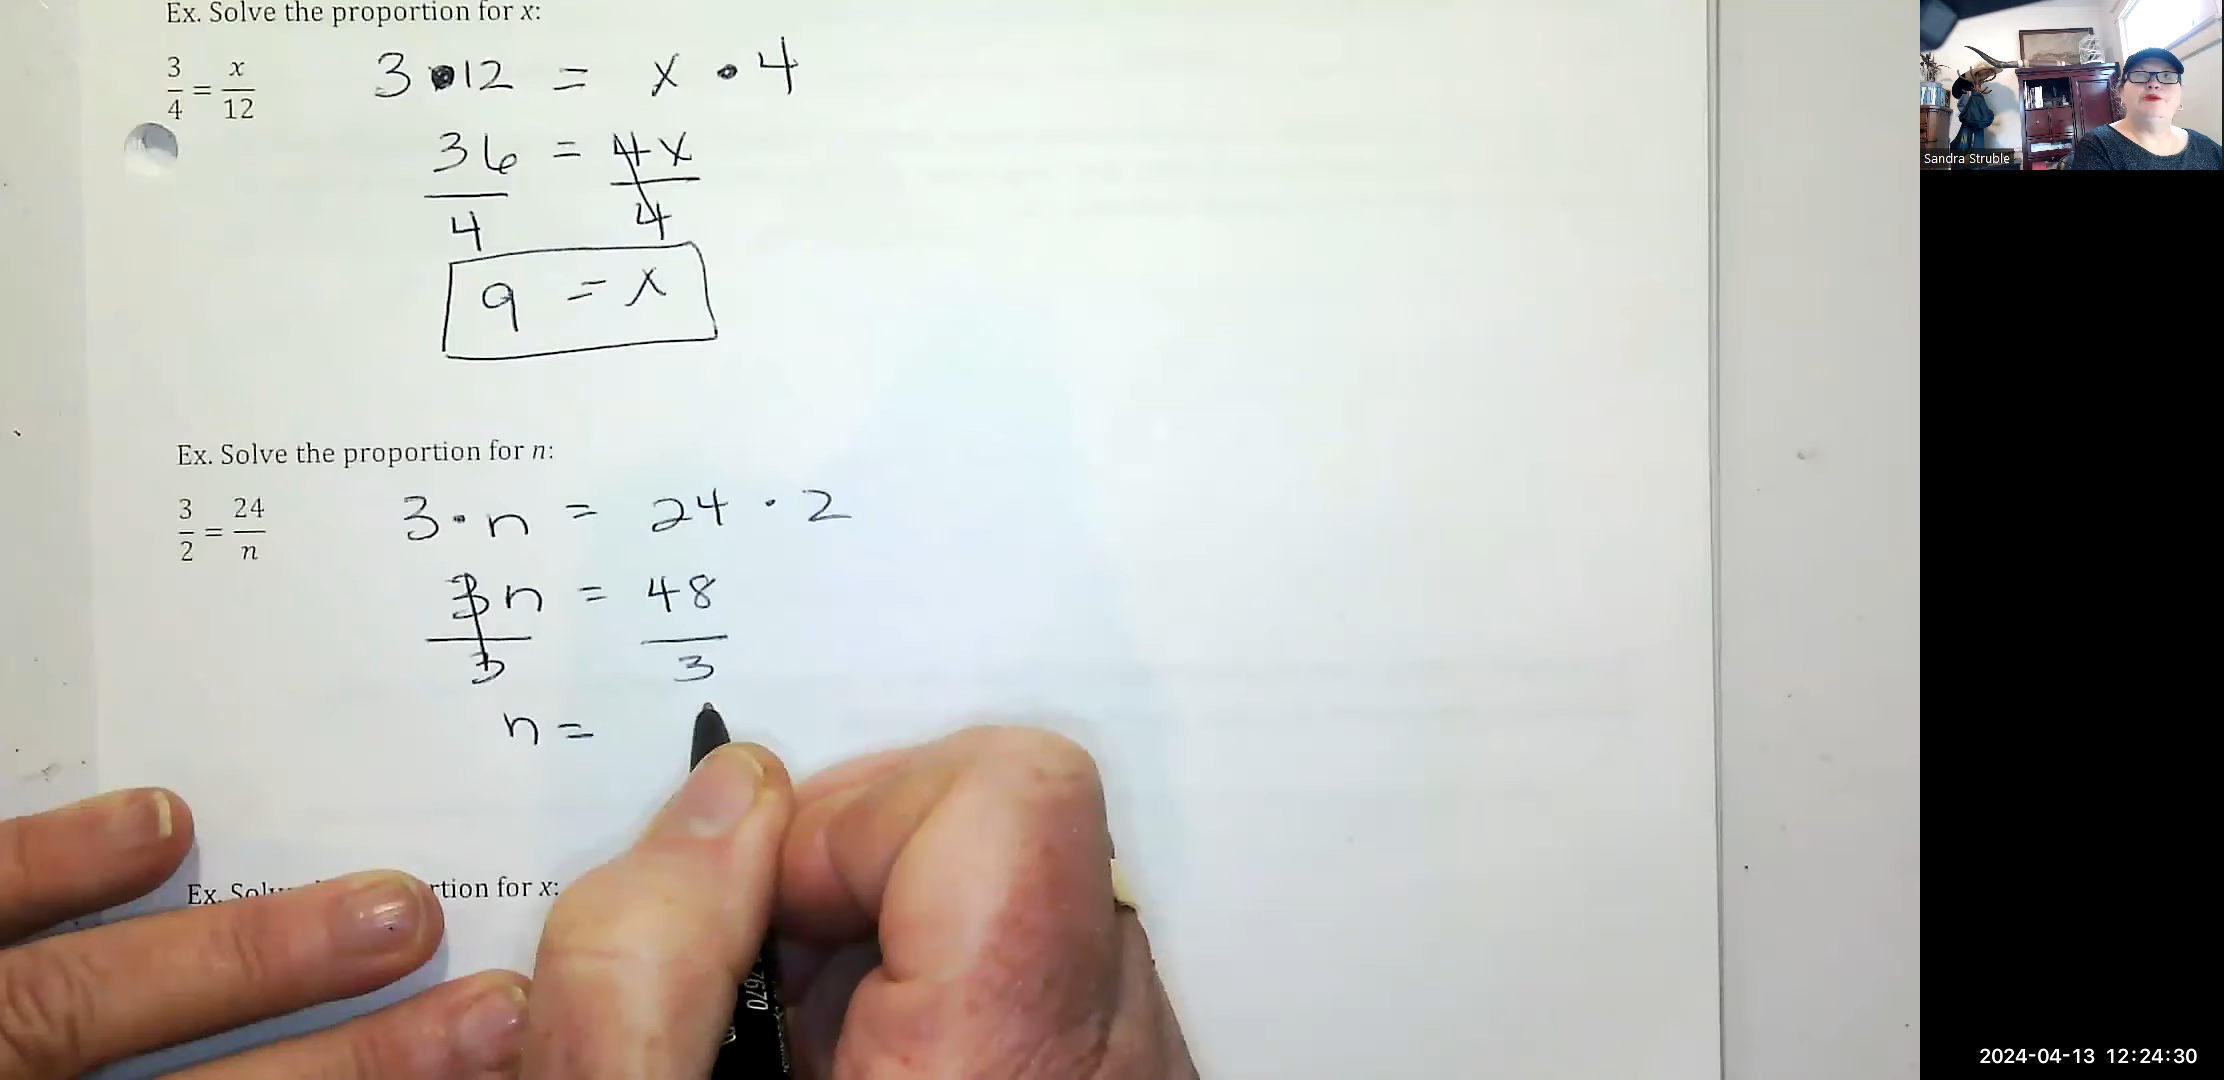 Ex. Solve the proportion for x:
3/4 = x/12
3 • 12 = x • 4
36 = 4x
4 4
9 = x
Ex. Solve the proportion for n:
3/2 = 24/n
3 • n = 24 • 2
3n = 48
3 3
n =
Ex. tion for x:
7670
Sandra Struble
2024-04-13 12:24:30